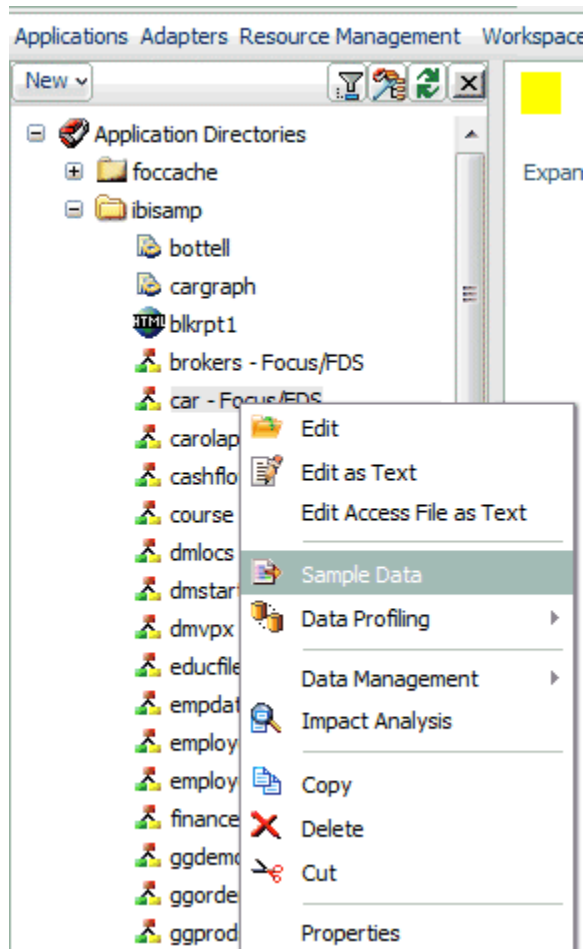 Applications Adapters Resource Management Workspace
New
Application Directories
foccache
ibisamp
bottell
cargraph
HTML blkrpt1
brokers - Focus/FDS
car - Focus/FDS
carolap
cashflo
course
dmlocs
dmstar
dmvpx
educfile
empdat
employ
employ
finance
ggdemo
ggorde
ggprod
Expan
Edit
Edit as Text
Edit Access File as Text
Sample Data
Data Profiling
Data Management
Impact Analysis
Copy
Delete
Cut
Properties